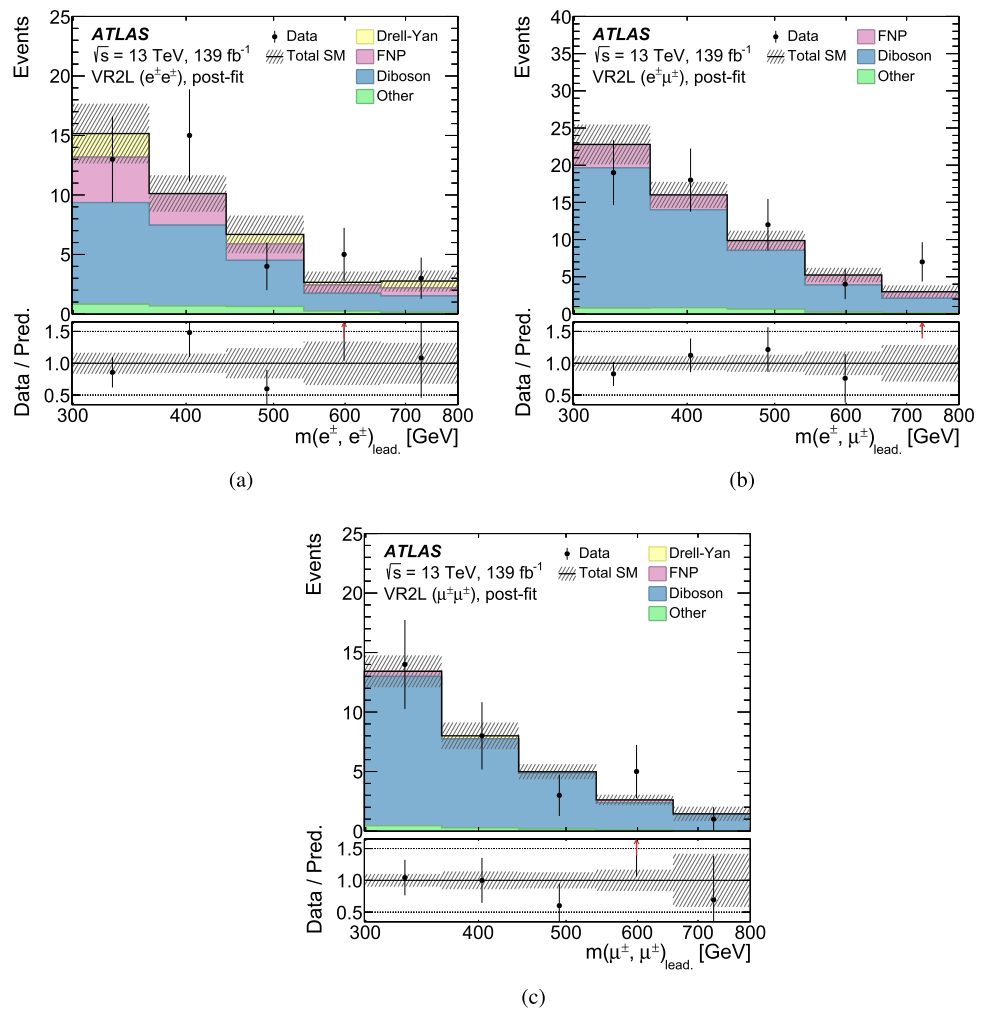 Events
25
20
15
10
5
0
ATLAS
√s = 13 TeV, 139 fb⁻¹
VR2L (e±e±), post-fit
Data
Total SM
Drell-Yan
FNP
Diboson
Other
Data / Pred.
1.5
1.0
0.5
300 400 500 600 700 800
m(e±, e±)lead. [GeV]
(a)
Events
40
35
30
25
20
15
10
5
0
ATLAS
√s = 13 TeV, 139 fb⁻¹
VR2L (e±μ±), post-fit
Data
Total SM
FNP
Diboson
Other
Data / Pred.
1.5
1.0
0.5
300 400 500 600 700 800
m(e±, μ±)lead. [GeV]
(b)
Events
25
20
15
10
5
0
ATLAS
√s = 13 TeV, 139 fb⁻¹
VR2L (μ±μ±), post-fit
Data
Total SM
Drell-Yan
FNP
Diboson
Other
Data / Pred.
1.5
1.0
0.5
300 400 500 600 700 800
m(μ±, μ±)lead. [GeV]
(c)